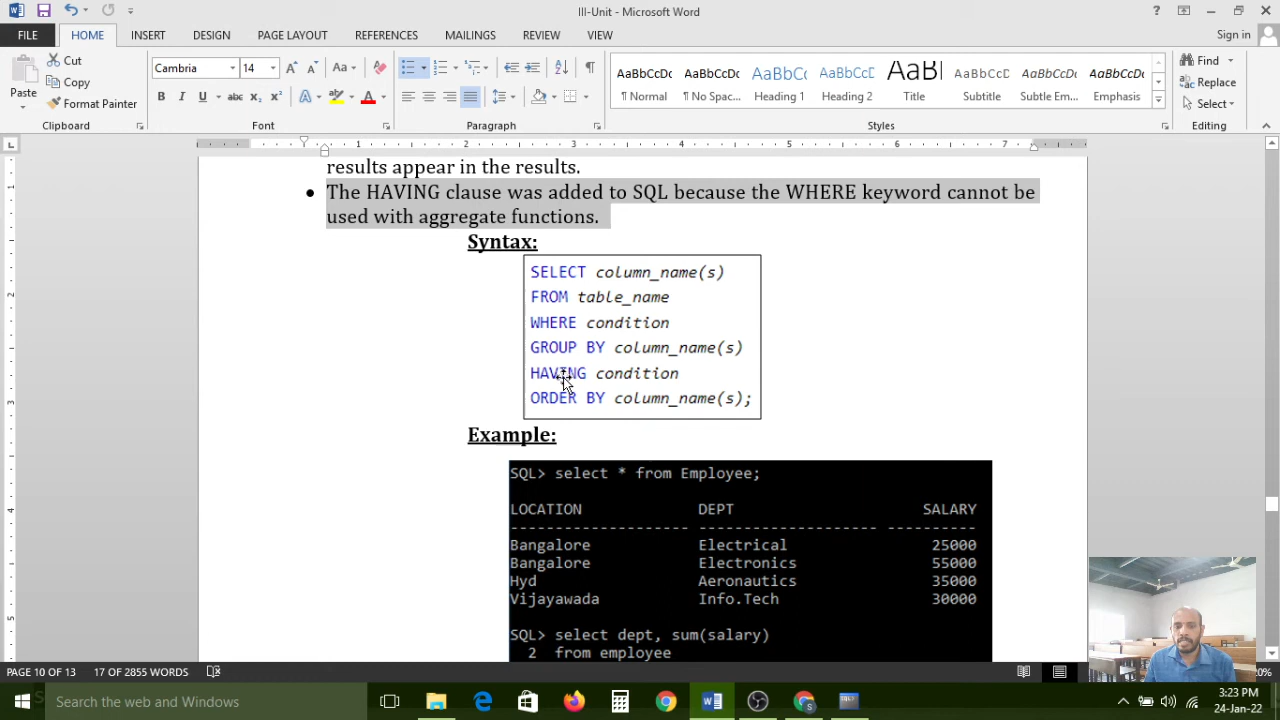 III-Unit - Microsoft Word
?
FILE HOME INSERT DESIGN PAGE LAYOUT REFERENCES MAILINGS REVIEW VIEW Sign in
Paste
Cut
Copy
Format Painter
Clipboard
Cambria 14
Font
Paragraph
AaBbCcDc AaBbCcDc AaBbCc AaBbCcD AaBl AaBbCcD AaBbCcDc AaBbCcDc
¶ Normal ¶ No Spac... Heading 1 Heading 2 Title Subtitle Subtle Em... Emphasis
Styles
Find
Replace
Select
Editing
results appear in the results.
• The HAVING clause was added to SQL because the WHERE keyword cannot be
used with aggregate functions.
Syntax:
SELECT column_name(s)
FROM table_name
WHERE condition
GROUP BY column_name(s)
HAVING condition
ORDER BY column_name(s);
Example:
SQL> select * from Employee;
LOCATION DEPT SALARY
-------------------- -------------------- ----------
Bangalore Electrical 25000
Bangalore Electronics 55000
Hyd Aeronautics 35000
Vijayawada Info.Tech 30000
SQL> select dept, sum(salary)
2 from employee
PAGE 10 OF 13 17 OF 2855 WORDS
Search the web and Windows
3:23 PM
24-Jan-22